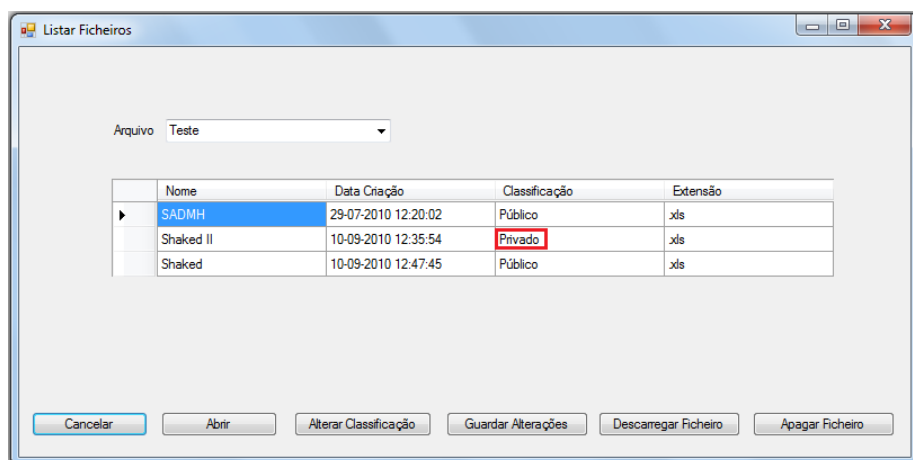 Listar Ficheiros
Arquivo Teste
Nome Data Criação Classificação Extensão
SADMH 29-07-2010 12:20:02 Público .xls
Shaked II 10-09-2010 12:35:54 Privado .xls
Shaked 10-09-2010 12:47:45 Público .xls
Cancelar Abrir Alterar Classificação Guardar Alterações Descarregar Ficheiro Apagar Ficheiro